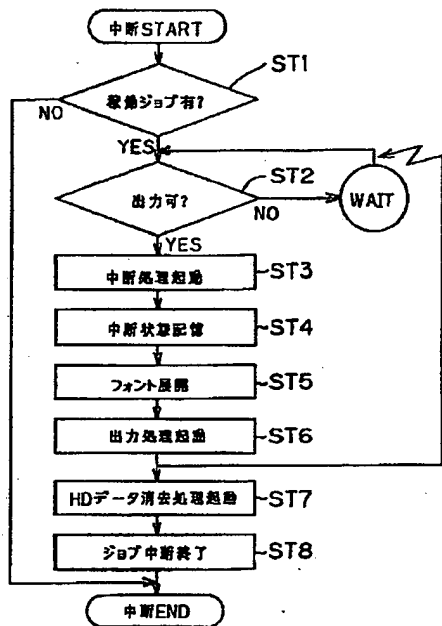 中断START
ST1
稼働ジョブ有?
NO
YES
ST2
出力可?
NO
WAIT
YES
中断処理起動
ST3
中断状態記憶
ST4
フォント展開
ST5
出力処理起動
ST6
HDデータ消去処理起動
ST7
ジョブ中断終了
ST8
中断END